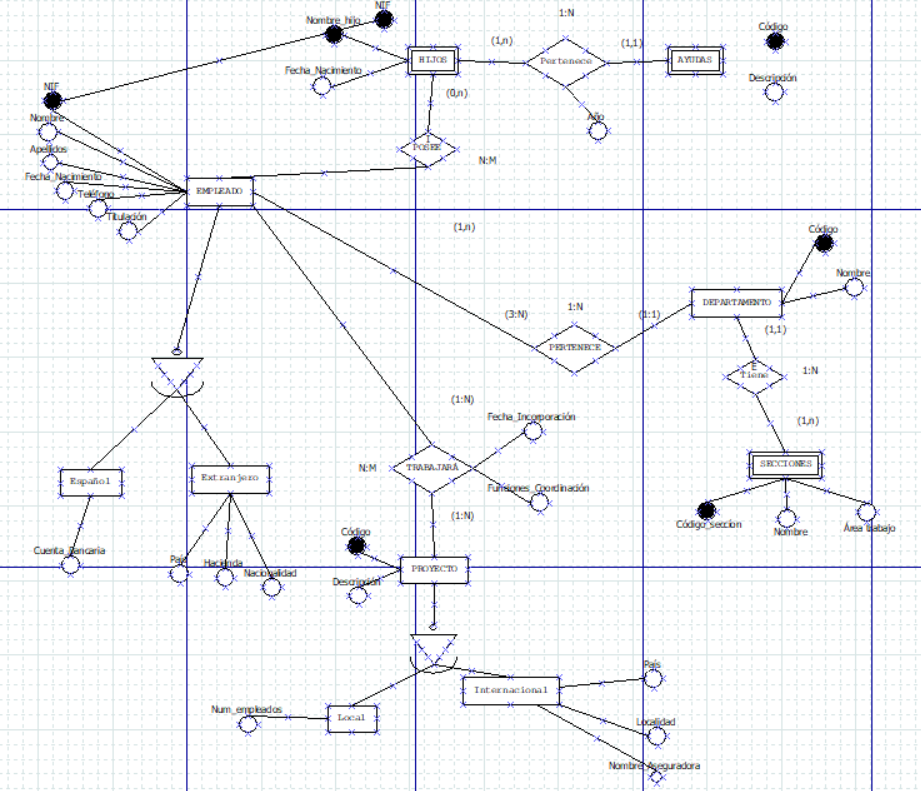 NIF
1:N
Nombre_hijo
Código
(1,n)
(1,1)
HIJOS
Pertenece
AYUDAS
Fecha_Nacimiento
Descripción
NIF
(0,n)
Nombre
Año
I
POSEE
Apellidos
N:M
Fecha_Nacimiento
EMPLEADO
Teléfono
Titulación
(1,n)
Código
Nombre
DEPARTAMENTO
1:N
(3:N)
(1:1)
(1,1)
PERTENECE
E
Tiene
1:N
(1:N)
Fecha_Incorporación
(1,n)
SECCIONES
N:M
TRABAJARÁ
Español
Extranjero
Funsiones_Coordinación
(1:N)
Código_seccion
Nombre
Área trabajo
Código
Cuenta_Bancaria
País
Hacienda
Nacionalidad
PROYECTO
Descripción
País
Internacional
Num_empleados
Local
Localidad
Nombre_Aseguradora